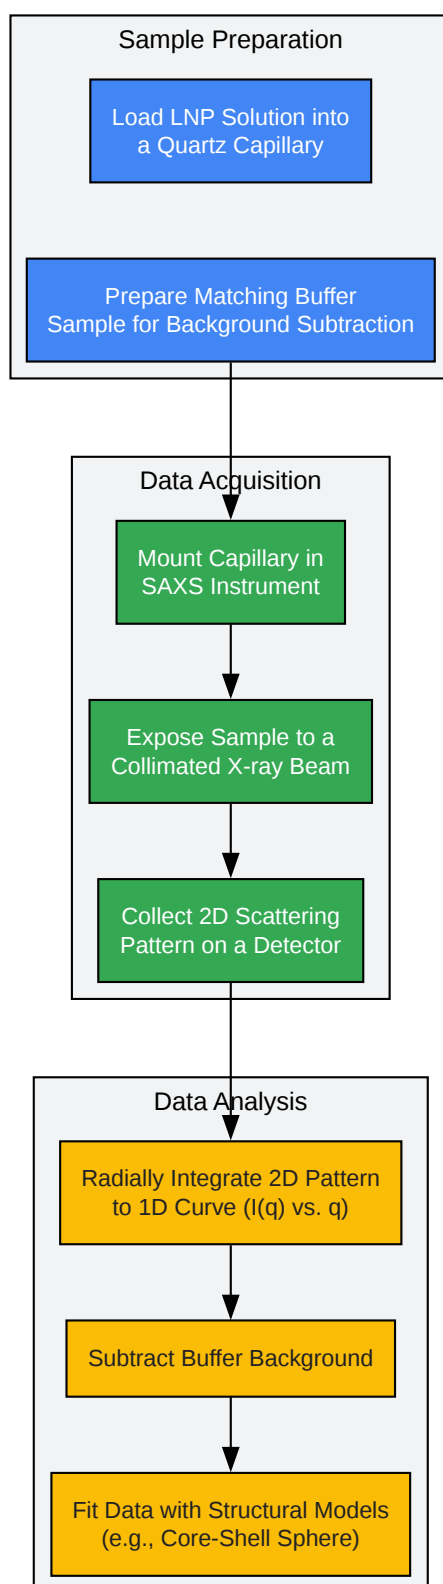 Sample Preparation
Load LNP Solution into
a Quartz Capillary
Prepare Matching Buffer
Sample for Background Subtraction
Data Acquisition
Mount Capillary in
SAXS Instrument
Expose Sample to a
Collimated X-ray Beam
Collect 2D Scattering
Pattern on a Detector
Data Analysis
Radially Integrate 2D Pattern
to 1D Curve (I(q) vs. q)
Subtract Buffer Background
Fit Data with Structural Models
(e.g., Core-Shell Sphere)